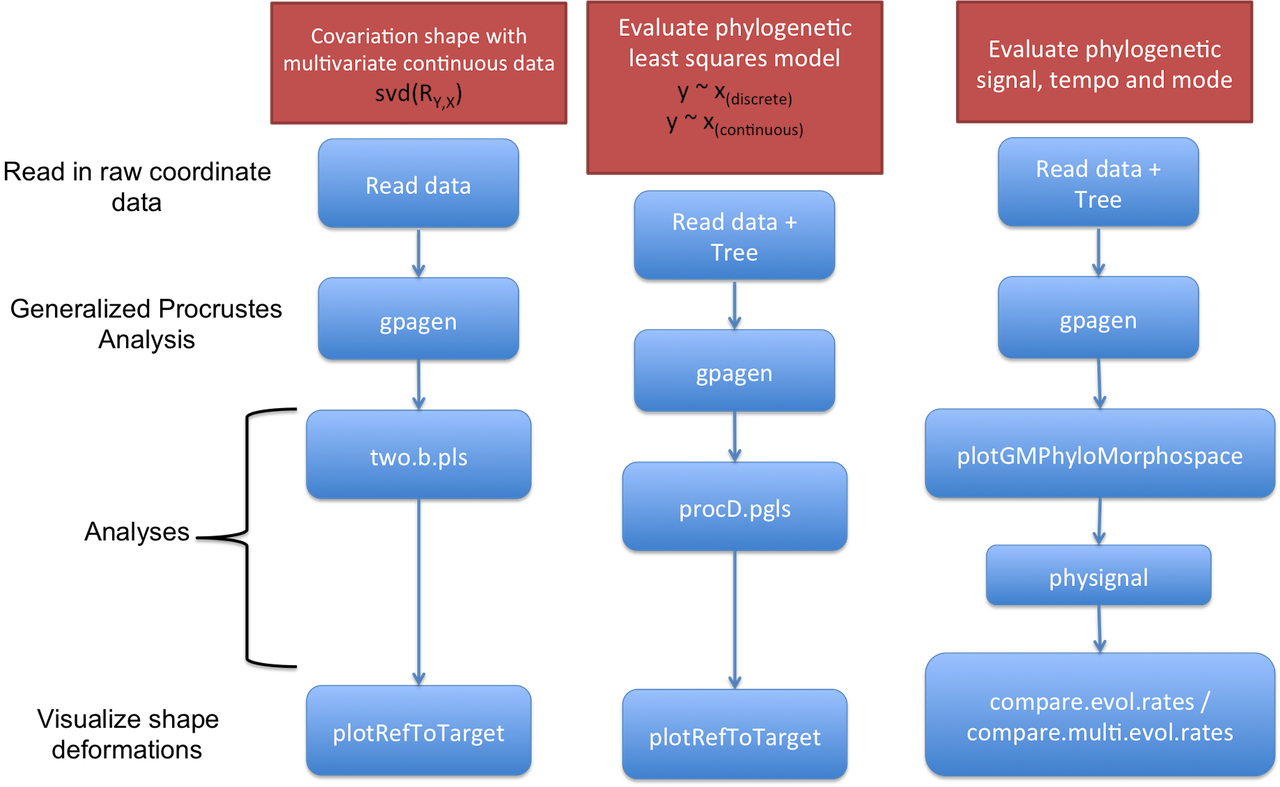 Covariation shape with
multivariate continuous data
svd(R_Y,X)
Evaluate phylogenetic
least squares model
y ~ x_(discrete)
y ~ x_(continuous)
Evaluate phylogenetic
signal, tempo and mode
Read in raw coordinate
data
Read data
Read data +
Tree
Read data +
Tree
Generalized Procrustes
Analysis
gpagen
gpagen
gpagen
Analyses
two.b.pls
procD.pgls
plotGMPhyloMorphospace
physignal
Visualize shape
deformations
plotRefToTarget
plotRefToTarget
compare.evol.rates /
compare.multi.evol.rates